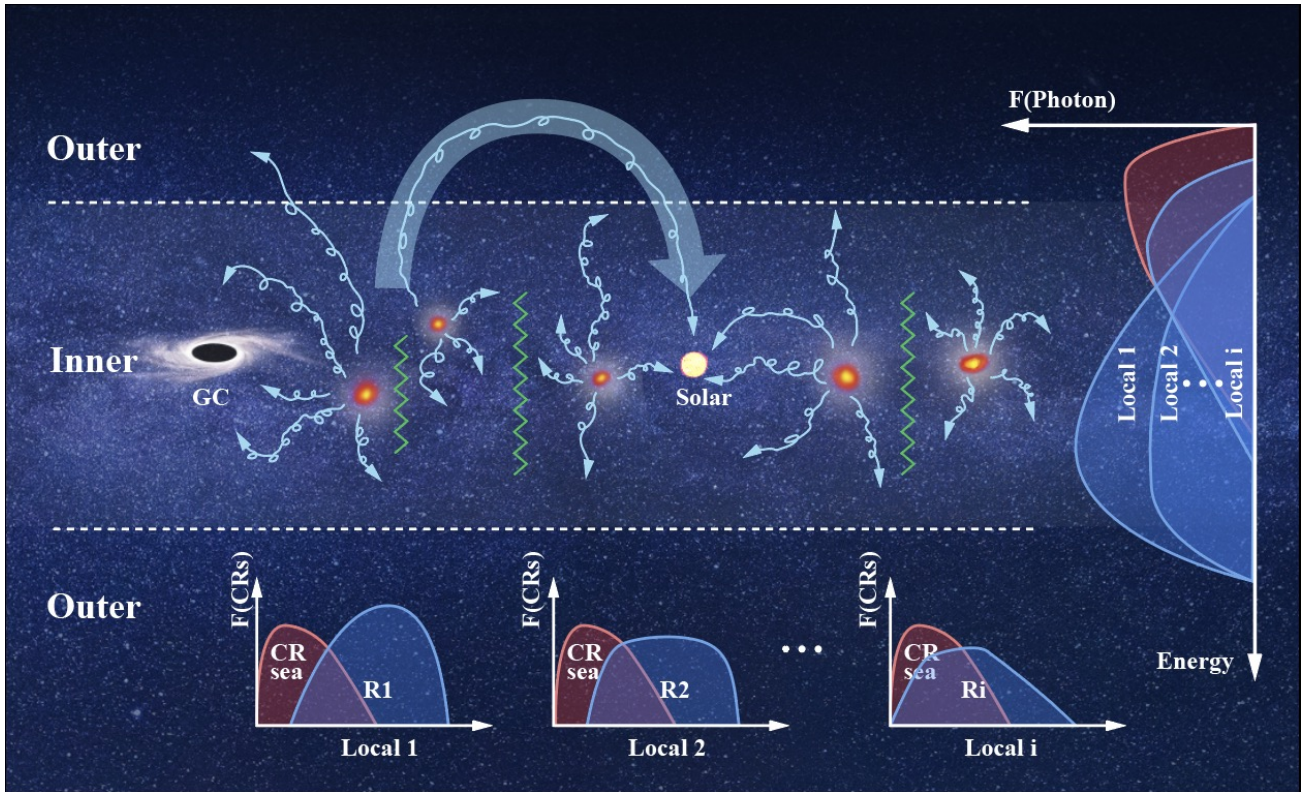 F(Photon)
Outer
Inner
GC
Solar
Local 1
Local 2
•••
Local i
Outer
F(CRs)
CR
sea
R1
Local 1
F(CRs)
CR
sea
R2
Local 2
•••
F(CRs)
CR
sea
Ri
Local i
Energy